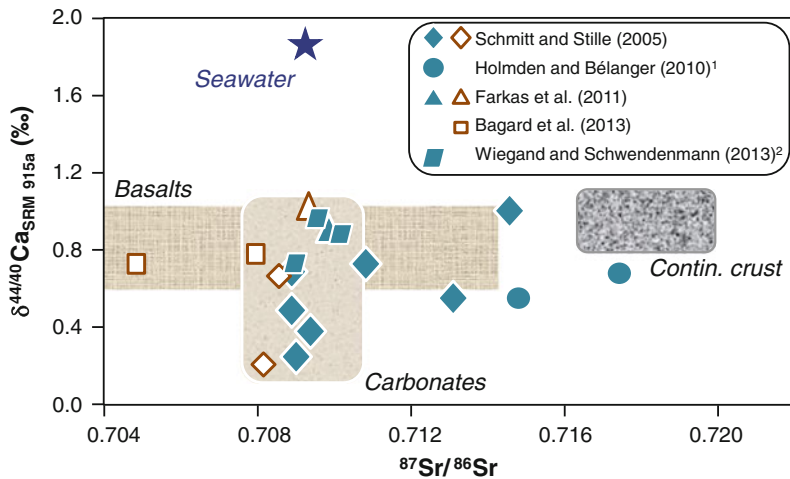 2.0
1.6
1.2
0.8
0.4
0.0
δ44/40CaSRM 915a (‰)
Seawater
Schmitt and Stille (2005)
Holmden and Bélanger (2010)1
Farkas et al. (2011)
Bagard et al. (2013)
Wiegand and Schwendenmann (2013)2
Basalts
Contin. crust
Carbonates
0.704
0.708
0.712
0.716
0.720
87Sr/86Sr